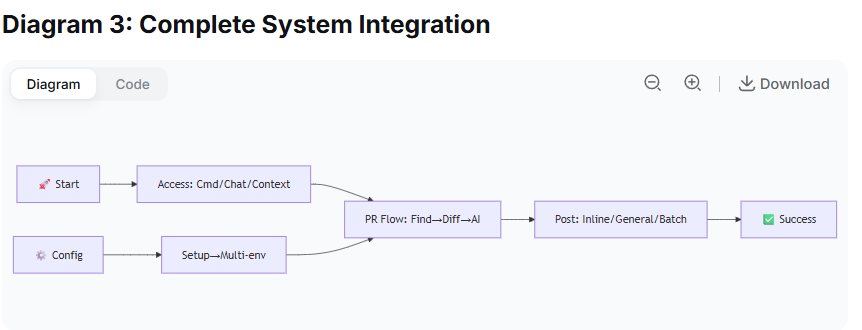 Diagram 3: Complete System Integration
Diagram
Code
Download
🚀 Start
Access: Cmd/Chat/Context
PR Flow: Find→Diff→AI
Post: Inline/General/Batch
✅ Success
⚙️ Config
Setup→Multi-env